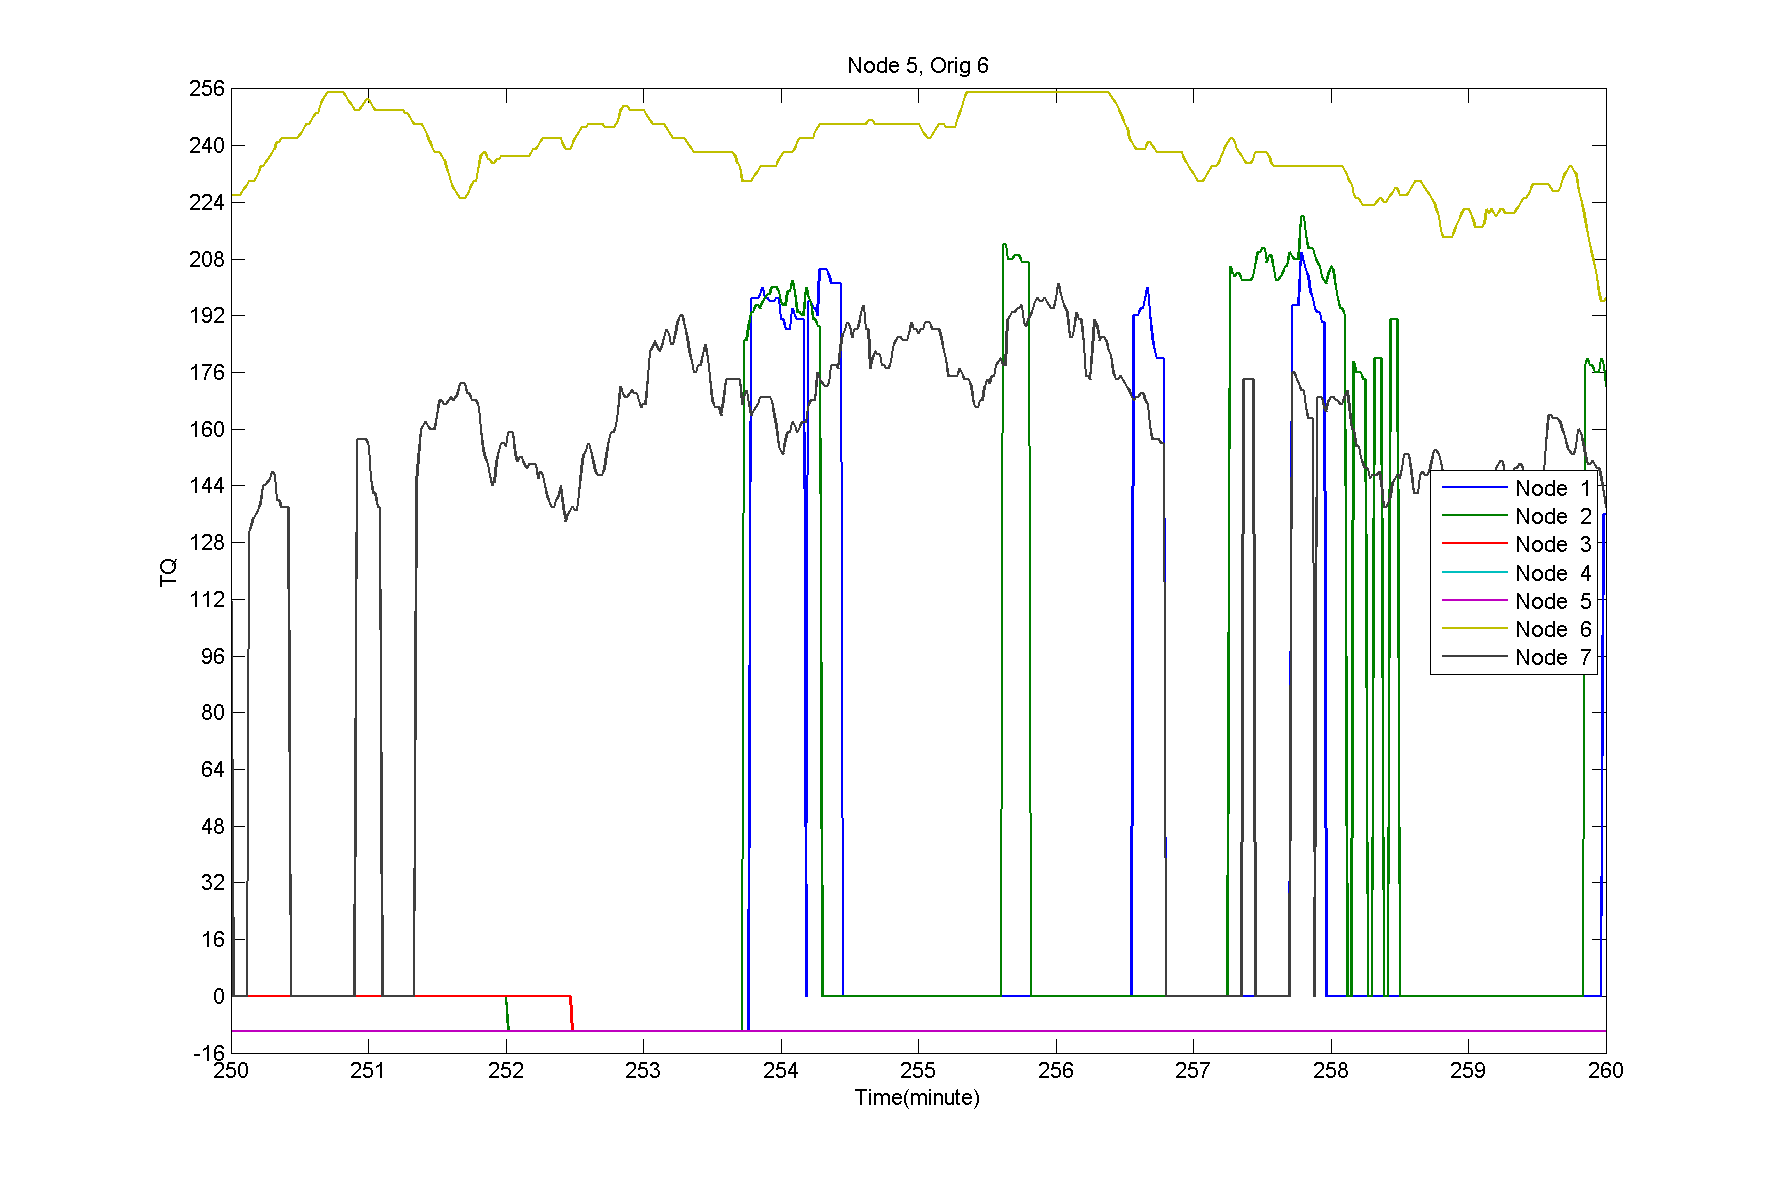 Node 5, Orig 6
256
240
224
208
192
176
160
144
128
112
96
80
64
48
32
16
0
-16
TQ
Node 1
Node 2
Node 3
Node 4
Node 5
Node 6
Node 7
250 251 252 253 254 255 256 257 258 259 260
Time(minute)